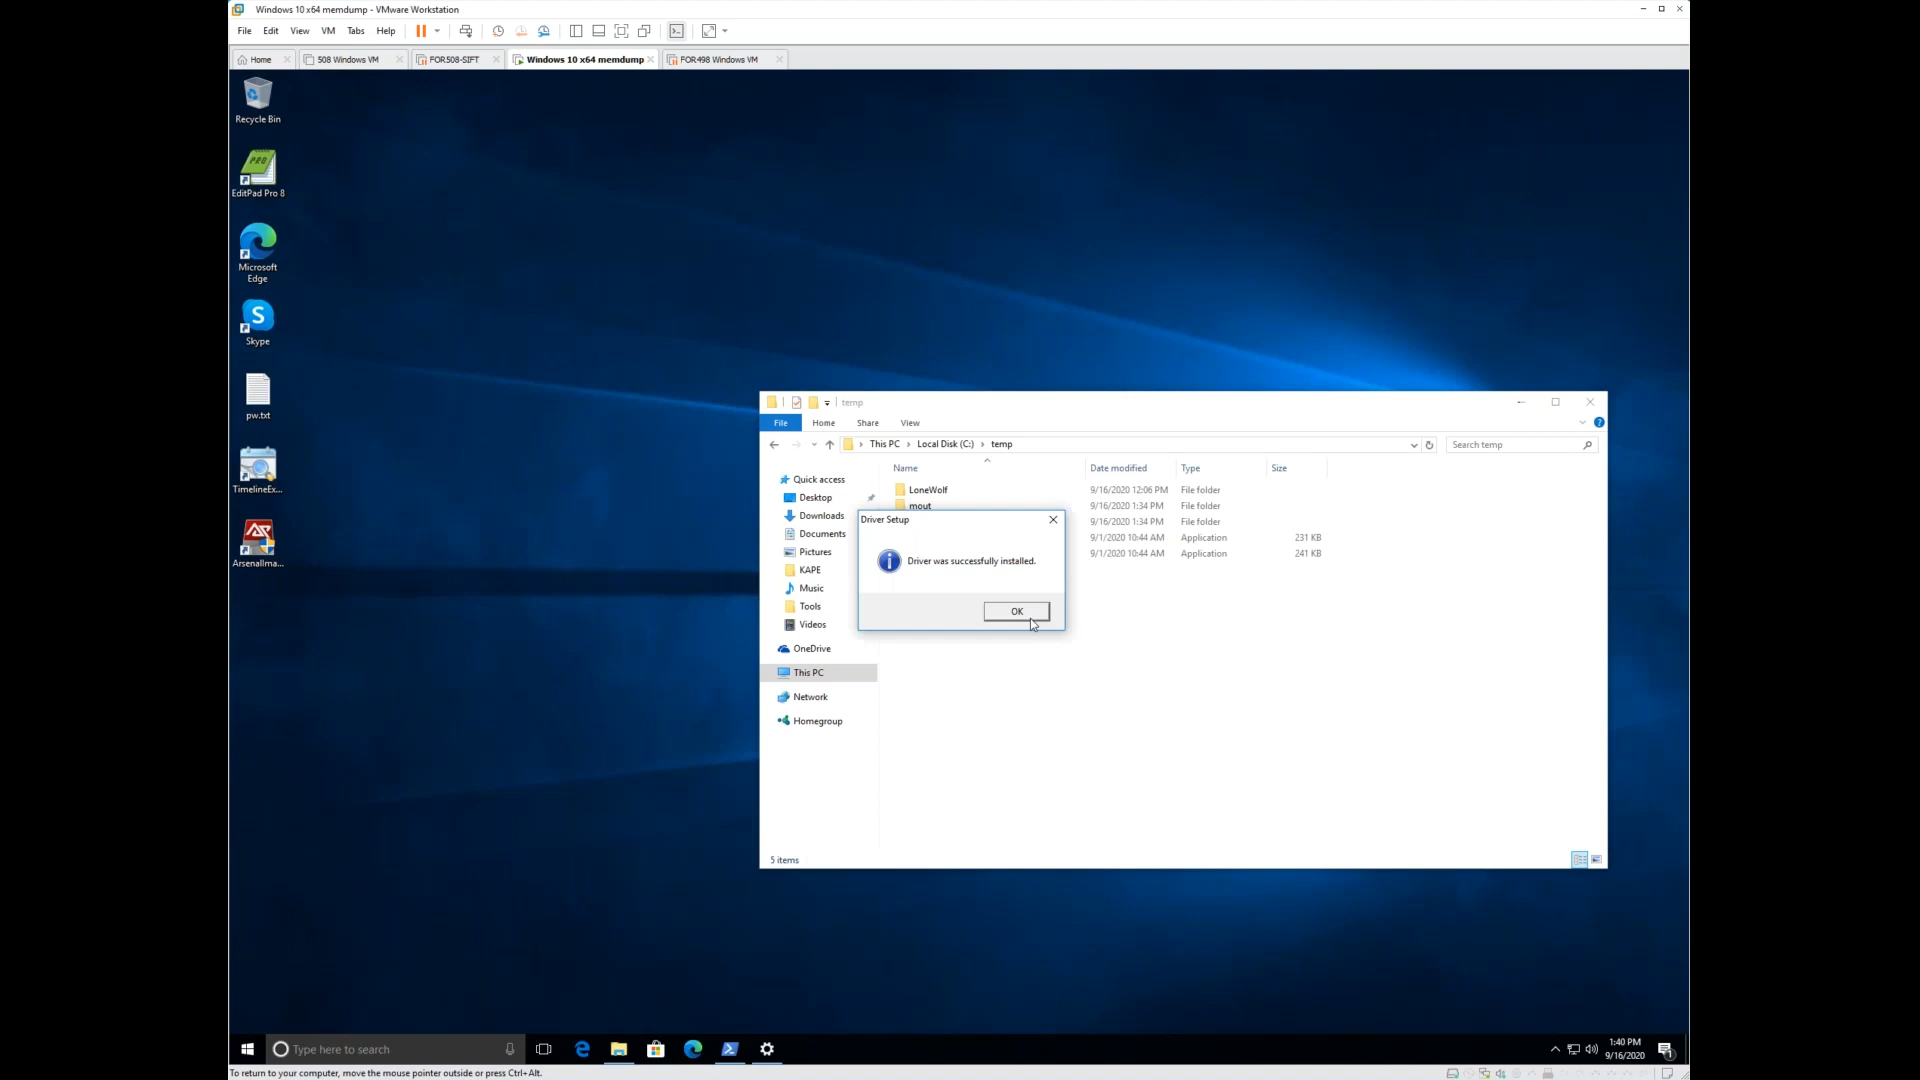 Windows 10 x64 memdump - VMware Workstation
File Edit View VM Tabs Help
Home 508 Windows VM FOR508-SIFT Windows 10 x64 memdump FOR498 Windows VM
Recycle Bin
PRO
EditPad Pro 8
Microsoft
Edge
S
Skype
pw.txt
TimelineEx...
ArsenalIma...
temp
File Home Share View
This PC > Local Disk (C:) > temp
Search temp
Name Date modified Type Size
Quick access
Desktop
Downloads
Documents
Pictures
KAPE
Music
Tools
Videos
OneDrive
This PC
Network
Homegroup
LoneWolf 9/16/2020 12:06 PM File folder
mout 9/16/2020 1:34 PM File folder
9/16/2020 1:34 PM File folder
9/1/2020 10:44 AM Application 231 KB
9/1/2020 10:44 AM Application 241 KB
Driver Setup
Driver was successfully installed.
OK
5 items
Type here to search
1:40 PM
9/16/2020
1
To return to your computer, move the mouse pointer outside or press Ctrl+Alt.